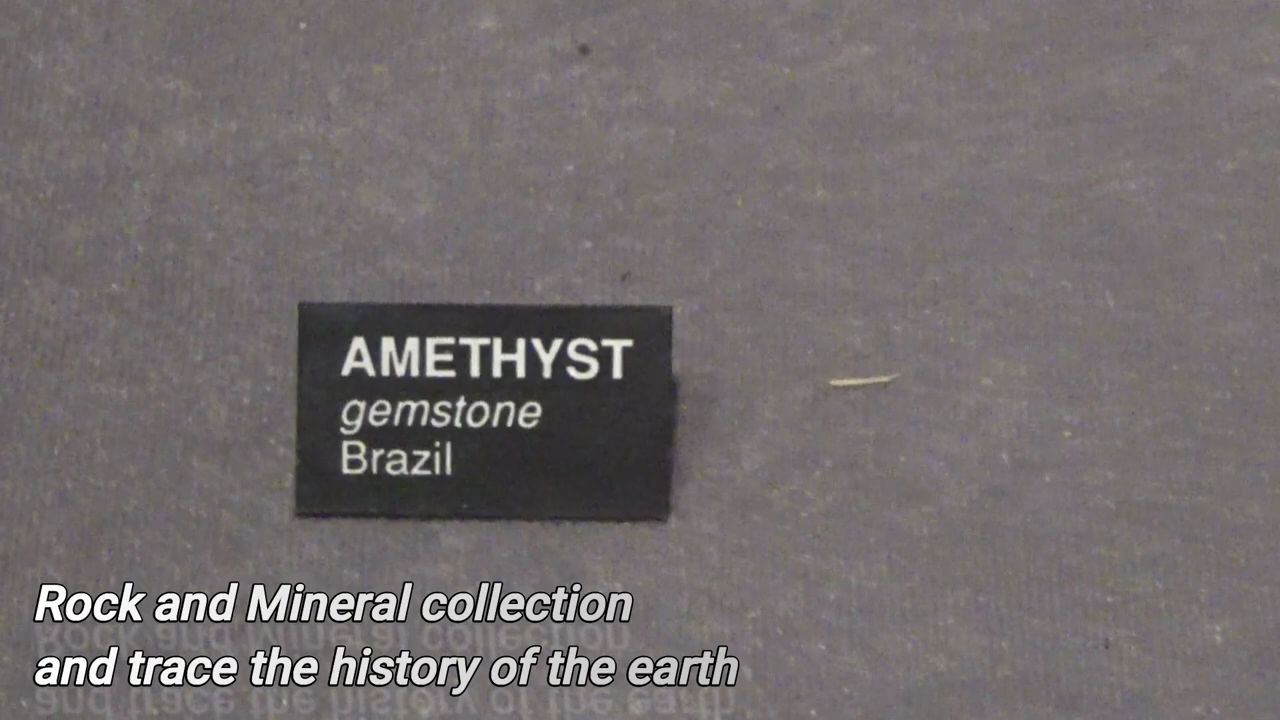 AMETHYST
gemstone
Brazil
Rock and Mineral collection
and trace the history of the earth